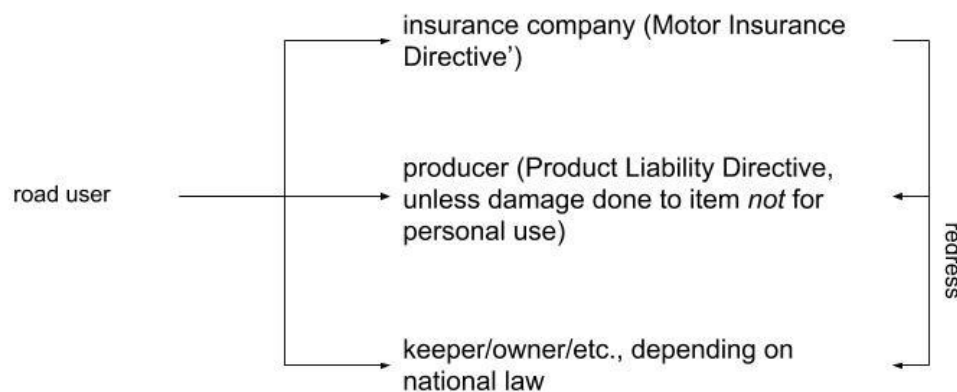 insurance company (Motor Insurance
Directive’)
producer (Product Liability Directive,
unless damage done to item not for
personal use)
road user
redress
keeper/owner/etc., depending on
national law